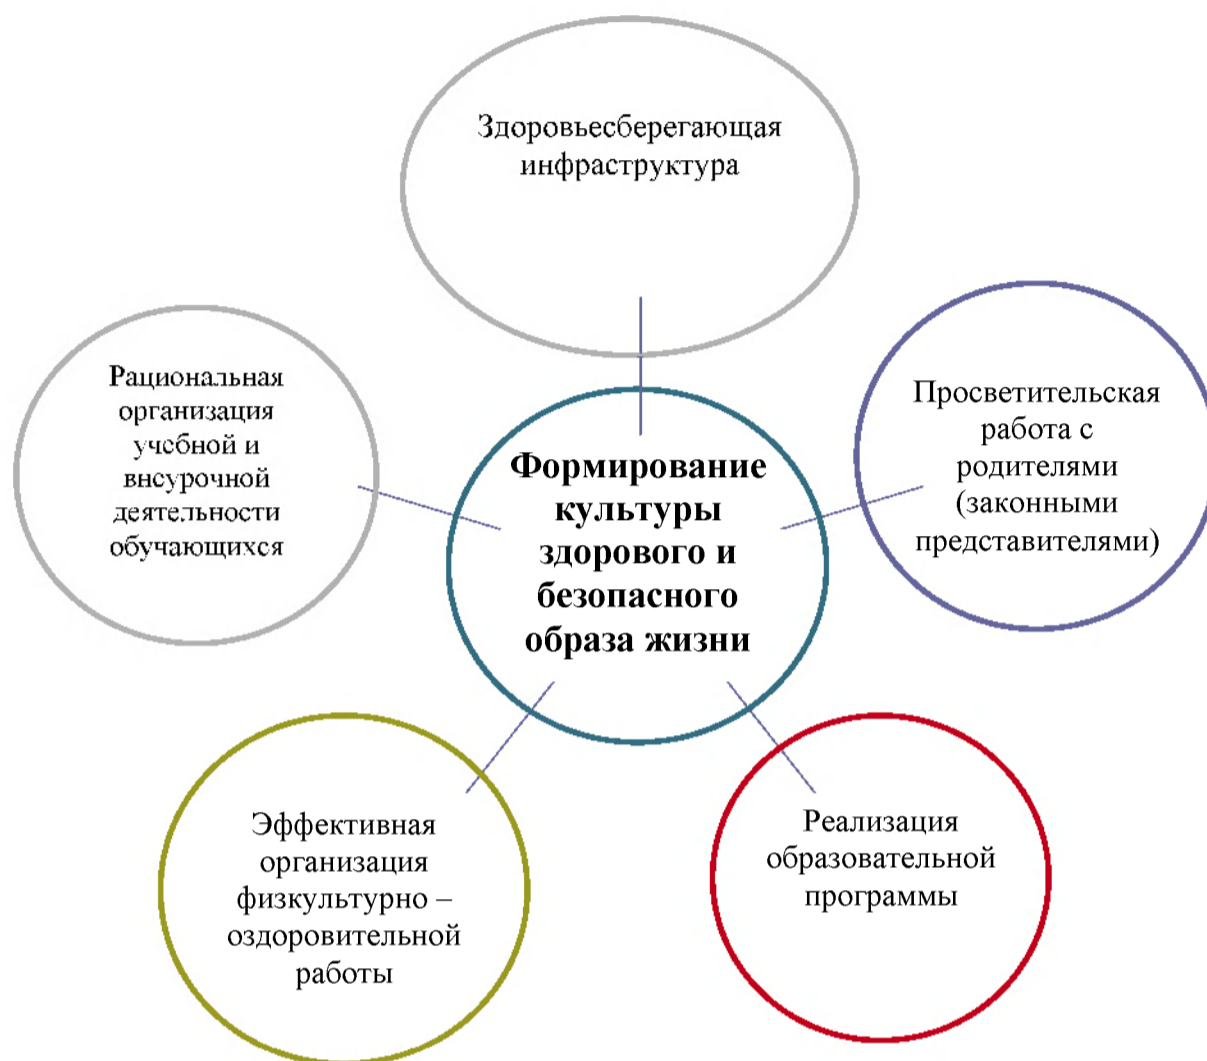 Здоровьесберегающая
инфраструктура
Рациональная
организация
учебной и
внеурочной
деятельности
обучающихся
Просветительская
работа с
родителями
(законными
представителями)
Формирование
культуры
здорового и
безопасного
образа жизни
Эффективная
организация
физкультурно –
оздоровительной
работы
Реализация
образовательной
программы